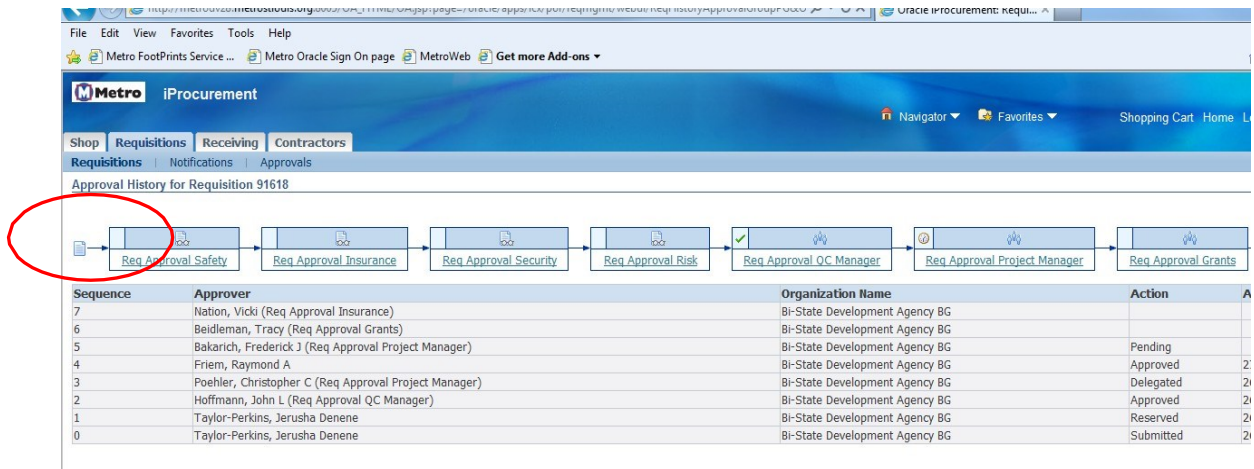 Oracle iProcurement: Requi...
File Edit View Favorites Tools Help
Metro FootPrints Service ... Metro Oracle Sign On page MetroWeb Get more Add-ons
Metro iProcurement
Navigator Favorites Shopping Cart Home
Shop Requisitions Receiving Contractors
Requisitions | Notifications | Approvals
Approval History for Requisition 91618
Req Approval Safety Req Approval Insurance Req Approval Security Req Approval Risk Req Approval QC Manager Req Approval Project Manager Req Approval Grants
Sequence Approver Organization Name Action
7 Nation, Vicki (Req Approval Insurance) Bi-State Development Agency BG
6 Beidleman, Tracy (Req Approval Grants) Bi-State Development Agency BG
5 Bakarich, Frederick J (Req Approval Project Manager) Bi-State Development Agency BG Pending
4 Friem, Raymond A Bi-State Development Agency BG Approved
3 Poehler, Christopher C (Req Approval Project Manager) Bi-State Development Agency BG Delegated
2 Hoffmann, John L (Req Approval QC Manager) Bi-State Development Agency BG Approved
1 Taylor-Perkins, Jerusha Denene Bi-State Development Agency BG Reserved
0 Taylor-Perkins, Jerusha Denene Bi-State Development Agency BG Submitted